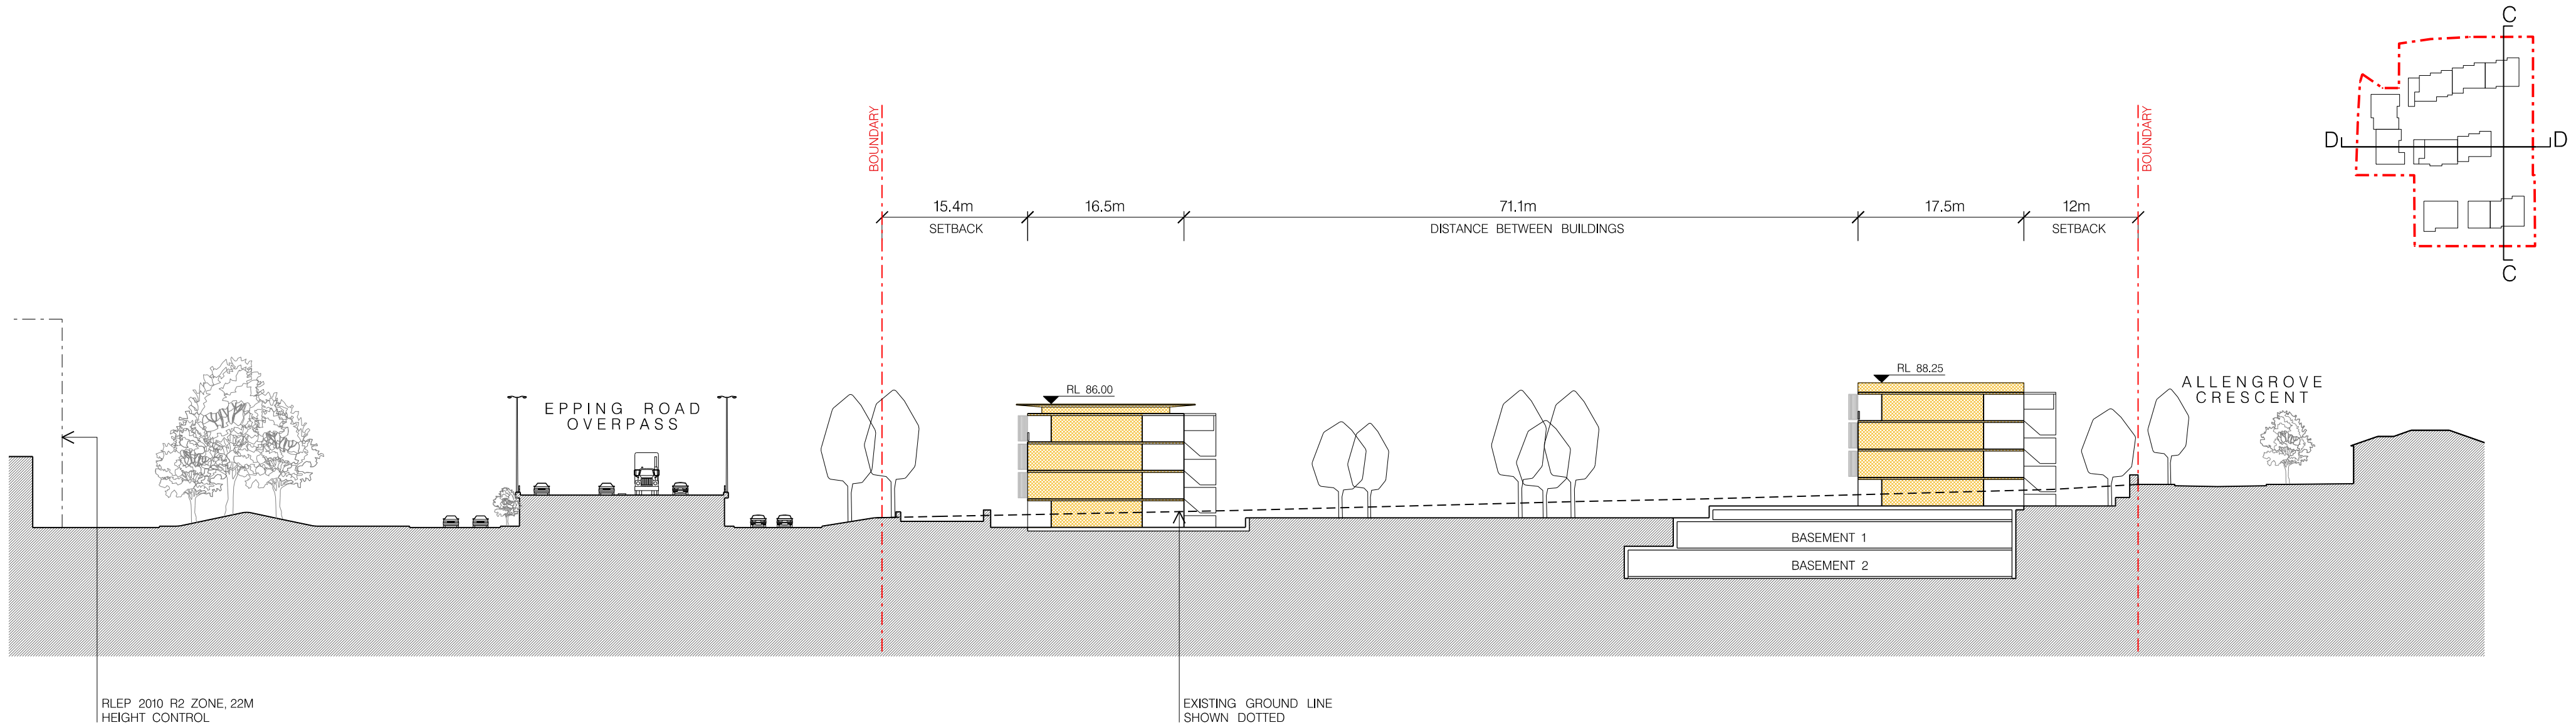 C
D
D
C
BOUNDARY
BOUNDARY
15.4m
16.5m
71.1m
17.5m
12m
SETBACK
DISTANCE BETWEEN BUILDINGS
SETBACK
RL 86.00
RL 88.25
EPPING ROAD
OVERPASS
ALLENGROVE
CRESCENT
BASEMENT 1
BASEMENT 2
RLEP 2010 R2 ZONE, 22M
HEIGHT CONTROL
EXISTING GROUND LINE
SHOWN DOTTED